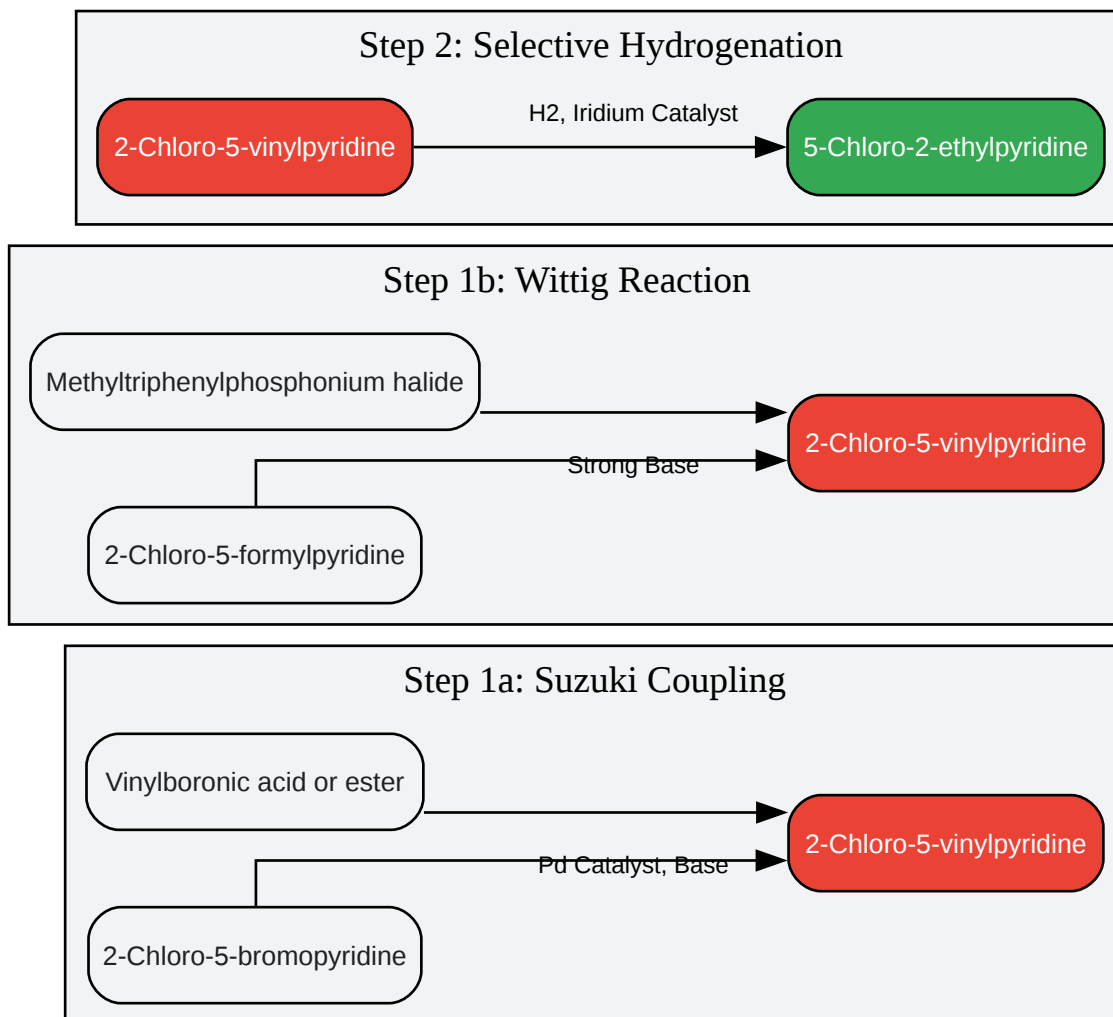 Step 2: Selective Hydrogenation
H2, Iridium Catalyst
2-Chloro-5-vinylpyridine
5-Chloro-2-ethylpyridine
Step 1b: Wittig Reaction
Methyltriphenylphosphonium halide
2-Chloro-5-vinylpyridine
Strong Base
2-Chloro-5-formylpyridine
Step 1a: Suzuki Coupling
Vinylboronic acid or ester
2-Chloro-5-vinylpyridine
Pd Catalyst, Base
2-Chloro-5-bromopyridine